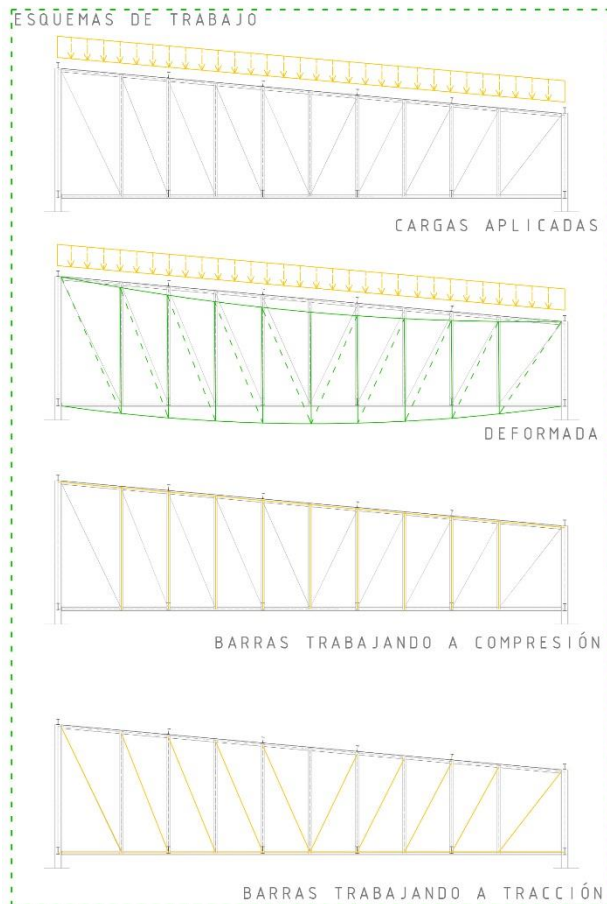 ESQUEMAS DE TRABAJO
CARGAS APLICADAS
DEFORMADA
BARRAS TRABAJANDO A COMPRESIÓN
BARRAS TRABAJANDO A TRACCIÓN